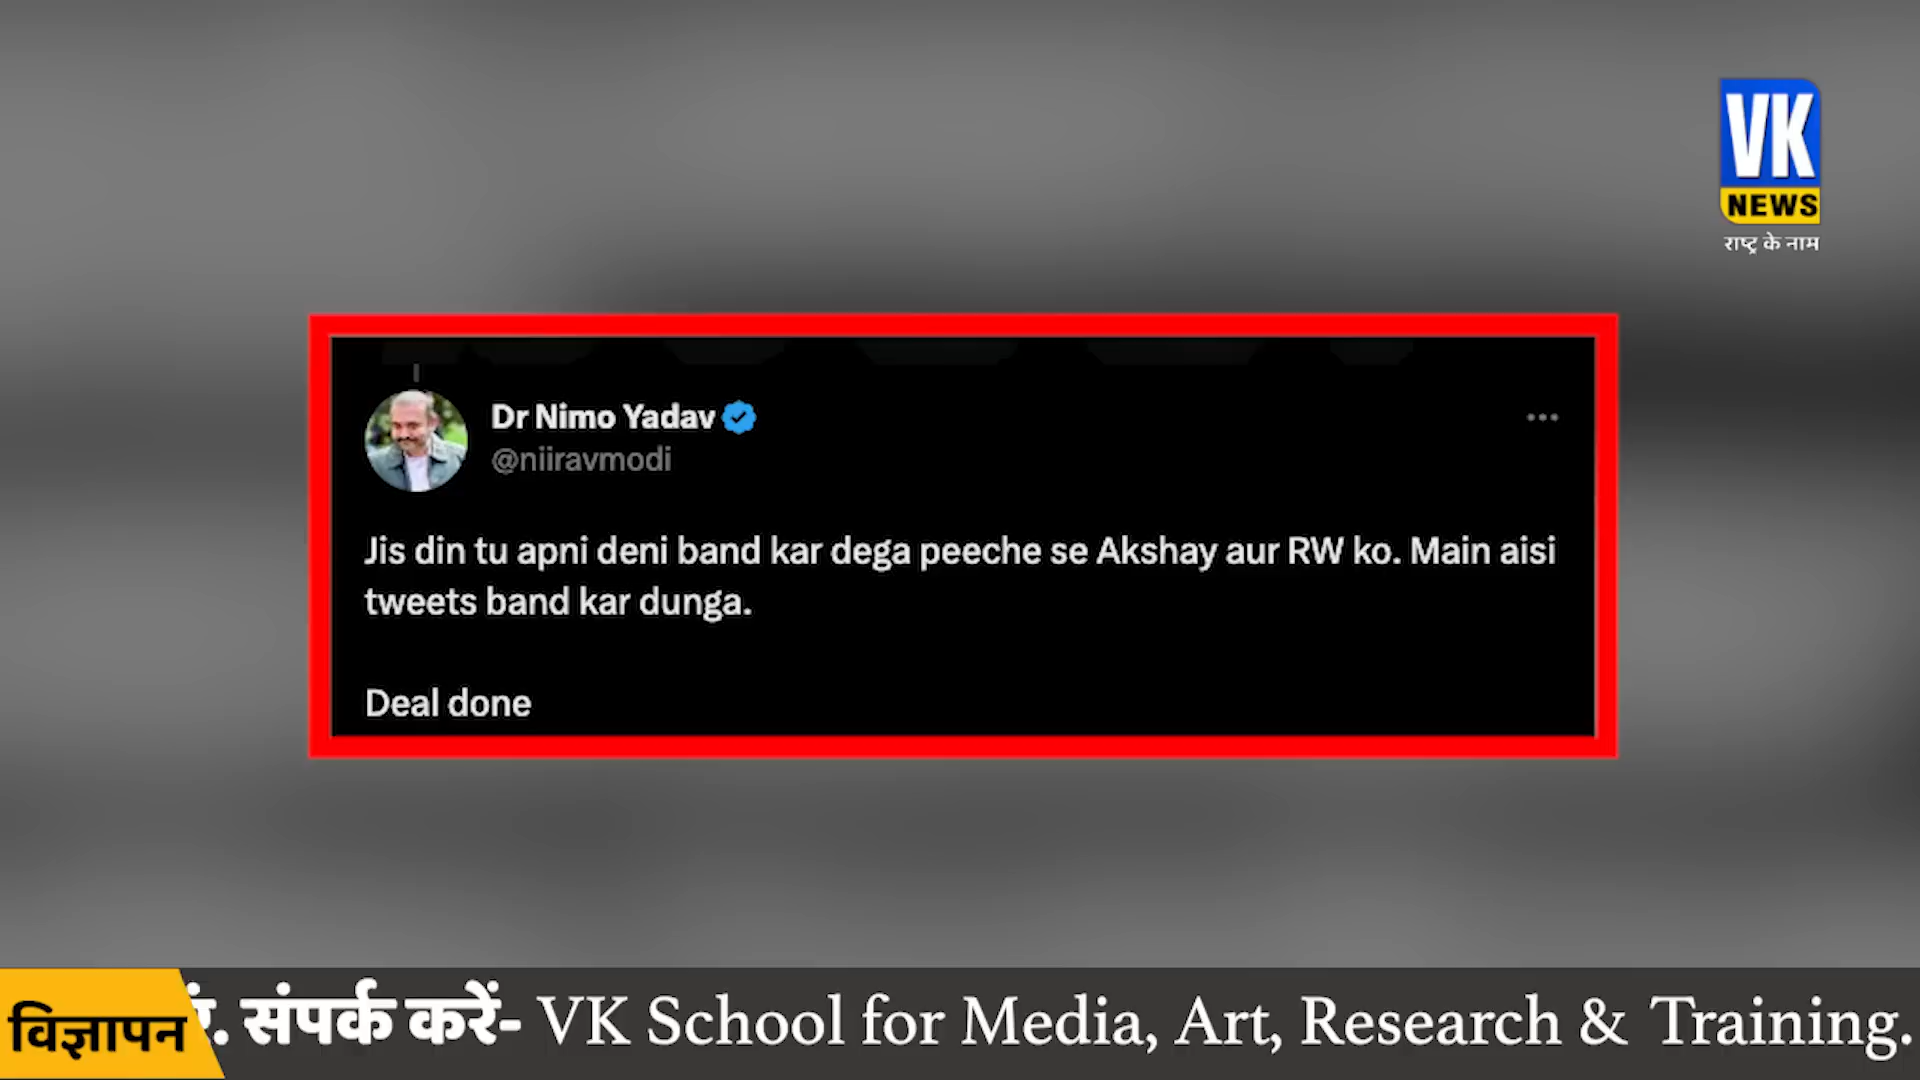 VK
NEWS
राष्ट्र के नाम
Dr Nimo Yadav
@niiravmodi
Jis din tu apni deni band kar dega peeche se Akshay aur RW ko. Main aisi
tweets band kar dunga.
Deal done
विज्ञापन
संपर्क करें- VK School for Media, Art, Research & Training.